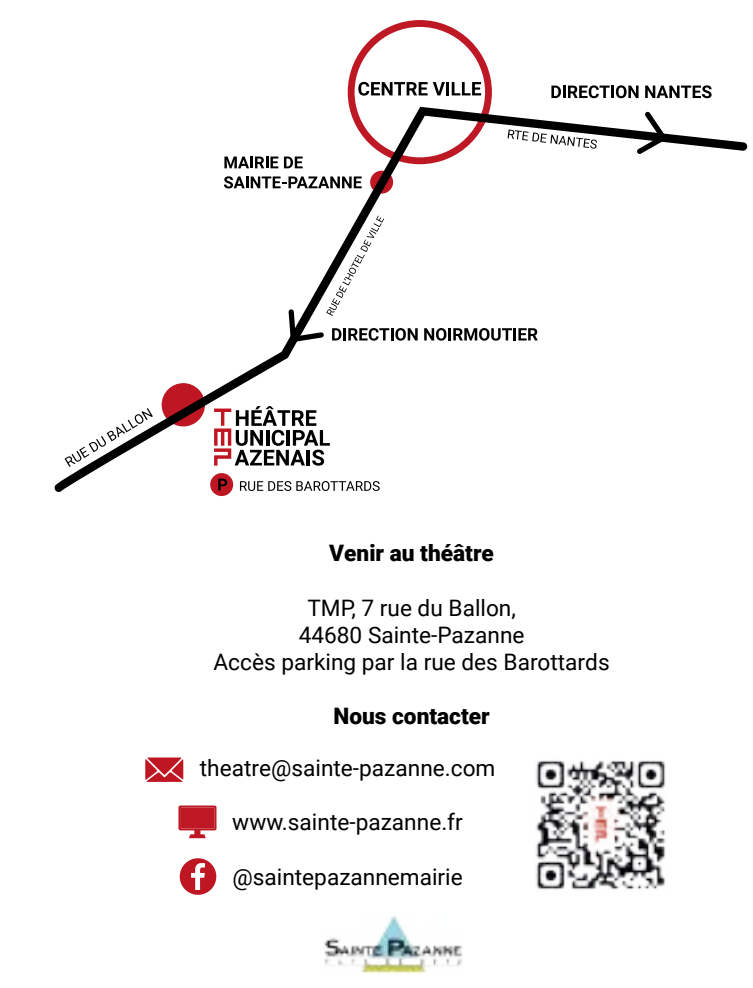 CENTRE VILLE
DIRECTION NANTES
RTE DE NANTES
MAIRIE DE
SAINTE-PAZANNE
RUE DE L'HOTEL DE VILLE
DIRECTION NOIRMOUTIER
RUE DU BALLON
THÉÂTRE
MUNICIPAL
PAZENAIS
P RUE DES BAROTTARDS
Venir au théâtre
TMP, 7 rue du Ballon,
44680 Sainte-Pazanne
Accès parking par la rue des Barottards
Nous contacter
theatre@sainte-pazanne.com
www.sainte-pazanne.fr
@saintepazannemairie
TMP
SAINTE PAZANNE